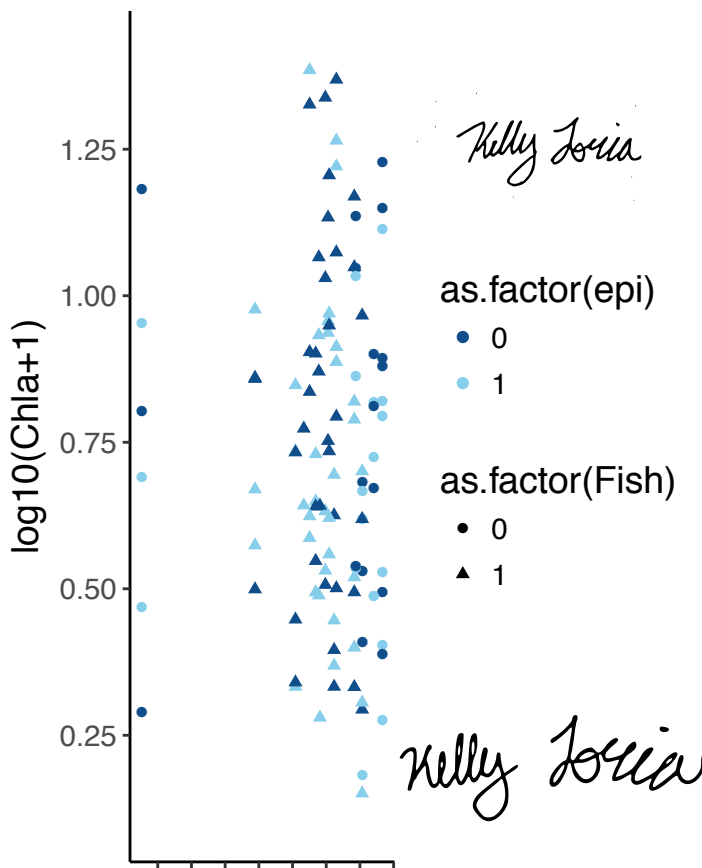 Kelly Loria
1.25
as.factor(epi)
1.00
0
1
log10(Chla+1)
0.75
as.factor(Fish)
0
1
0.50
0.25
Kelly Loria